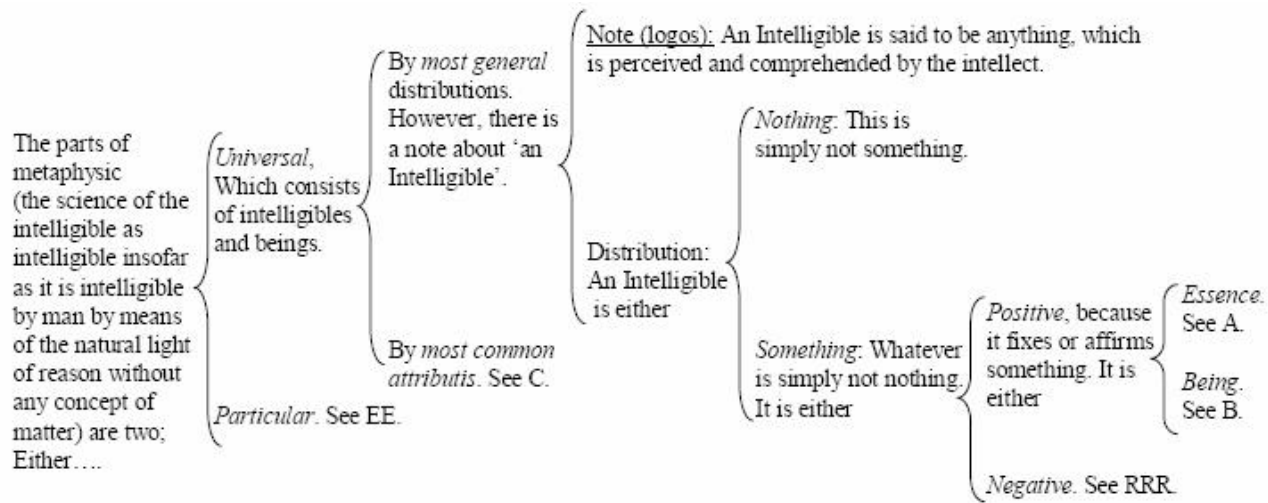 The parts of
metaphysic
(the science of the
intelligible as
intelligible insofar
as it is intelligible
by man by means
of the natural light
of reason without
any concept of
matter) are two;
Either….
Universal,
Which consists
of intelligibles
and beings.
Particular. See EE.
By most general
distributions.
However, there is
a note about ‘an
Intelligible’.
By most common
attributis. See C.
Note (logos): An Intelligible is said to be anything, which
is perceived and comprehended by the intellect.
Distribution:
An Intelligible
is either
Nothing: This is
simply not something.
Something: Whatever
is simply not nothing.
It is either
Positive, because
it fixes or affirms
something. It is
either
Negative. See RRR.
Essence.
See A.
Being.
See B.